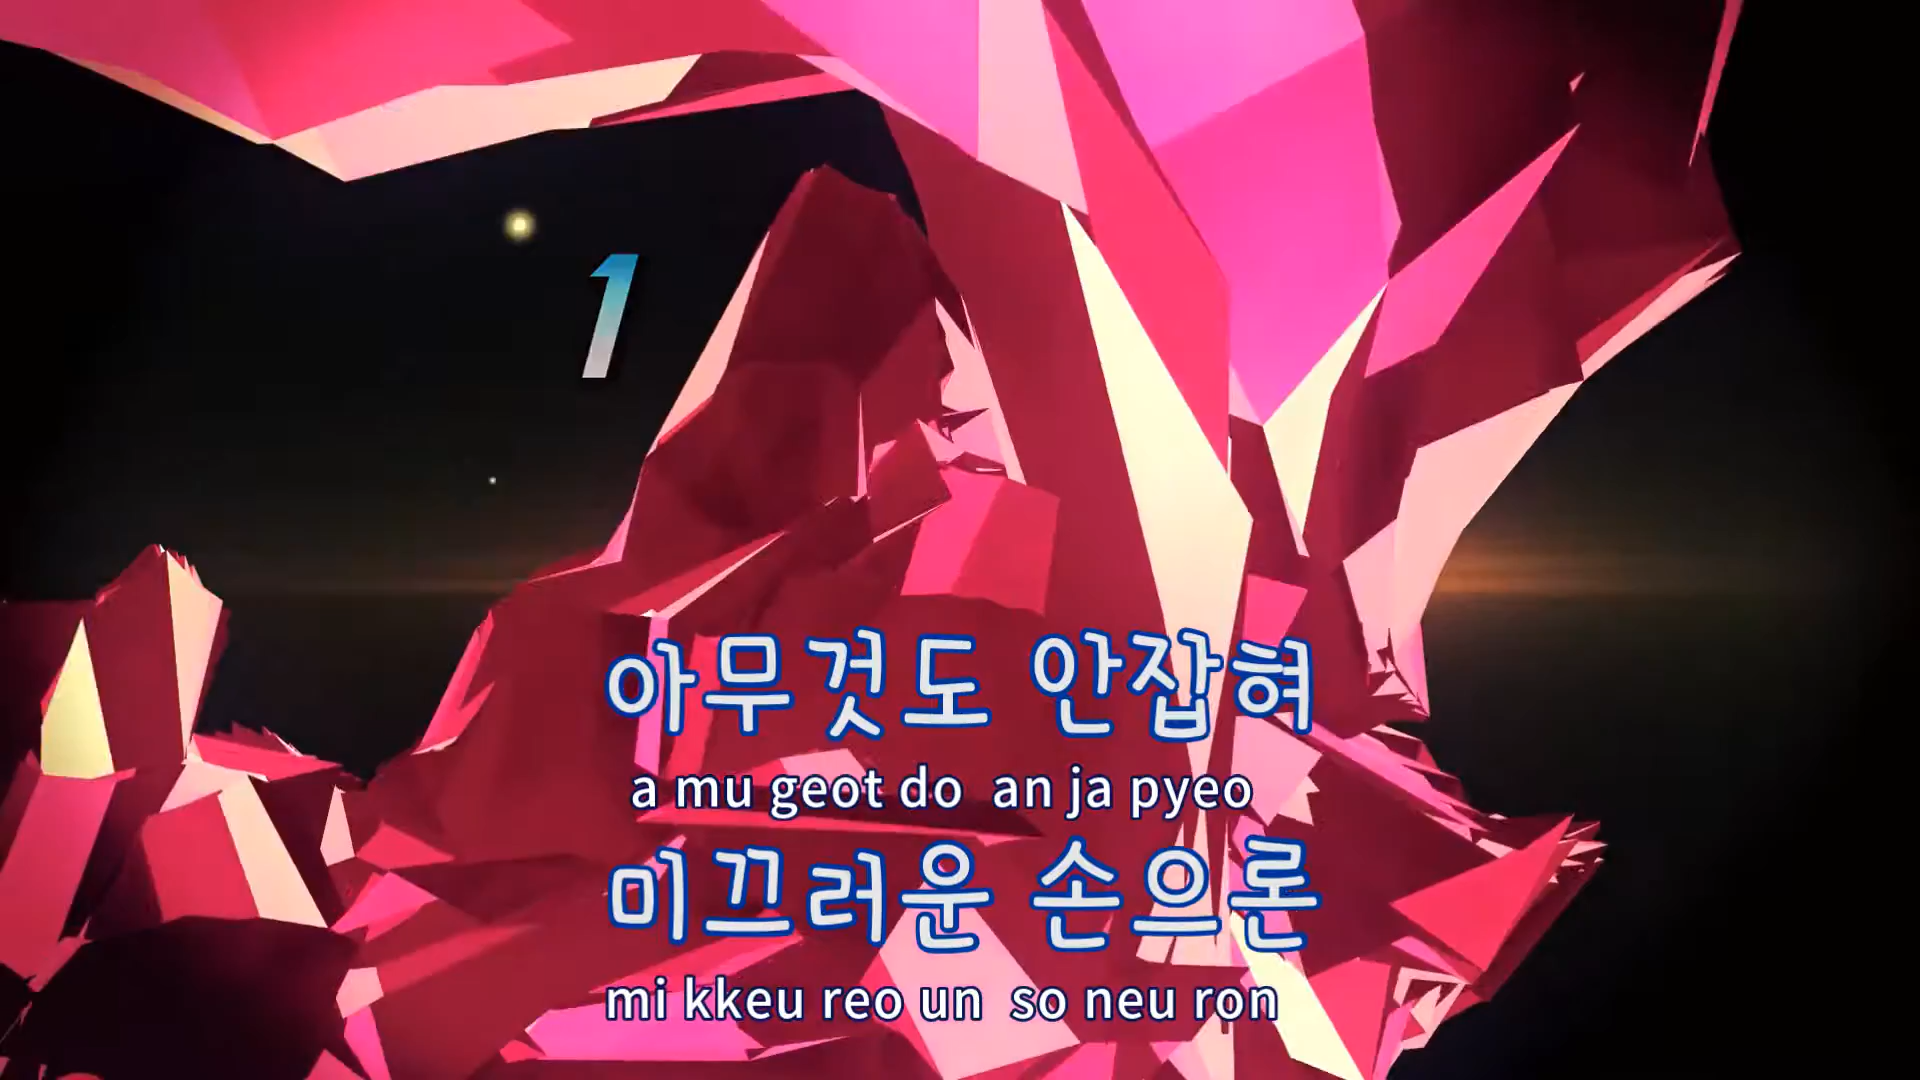 1
아무것도 안잡혀
a mu geot do an ja pyeo
미끄러운 손으론
mi kkeu reo un so neu ron